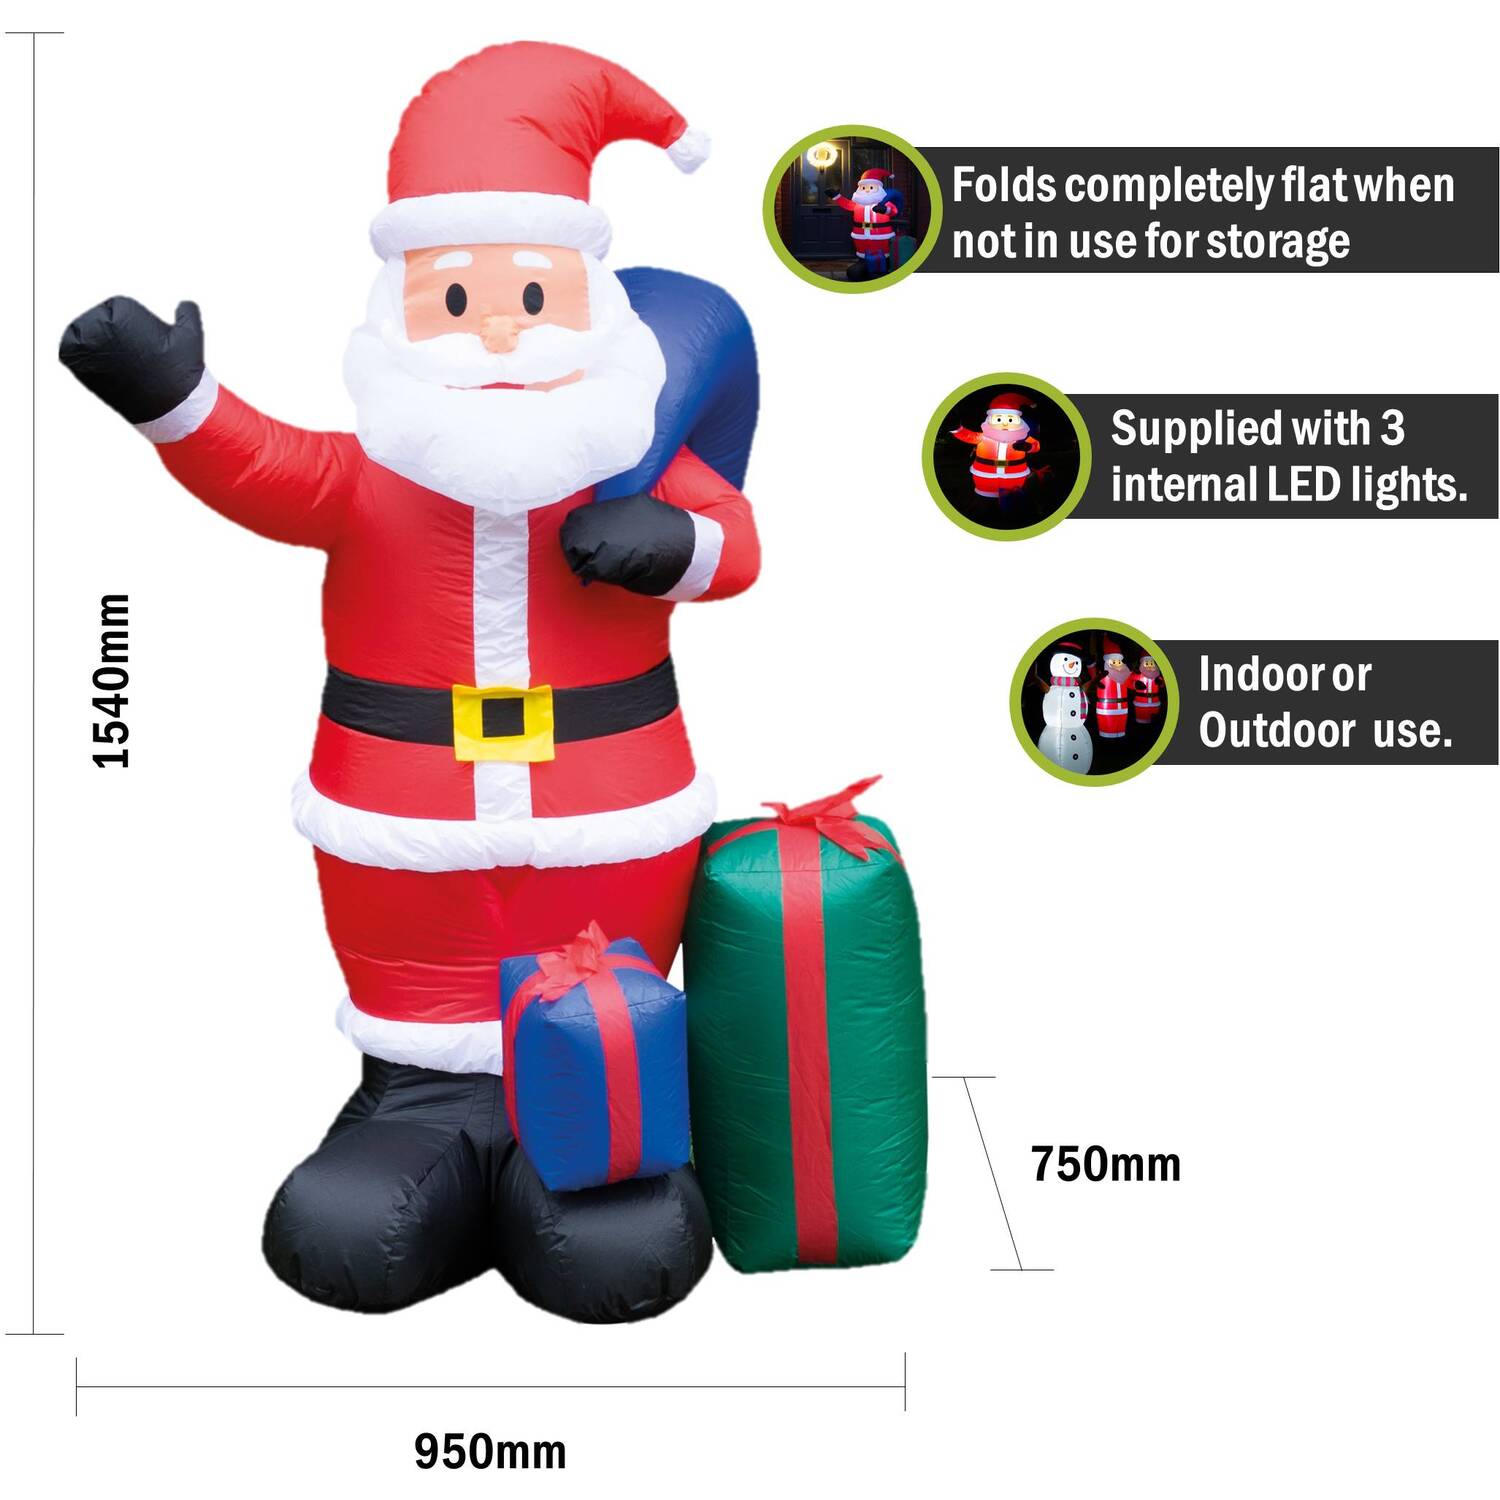 Folds completely flat when
not in use for storage
Supplied with 3
internal LED lights.
Indoor or
Outdoor use.
1540mm
750mm
950mm